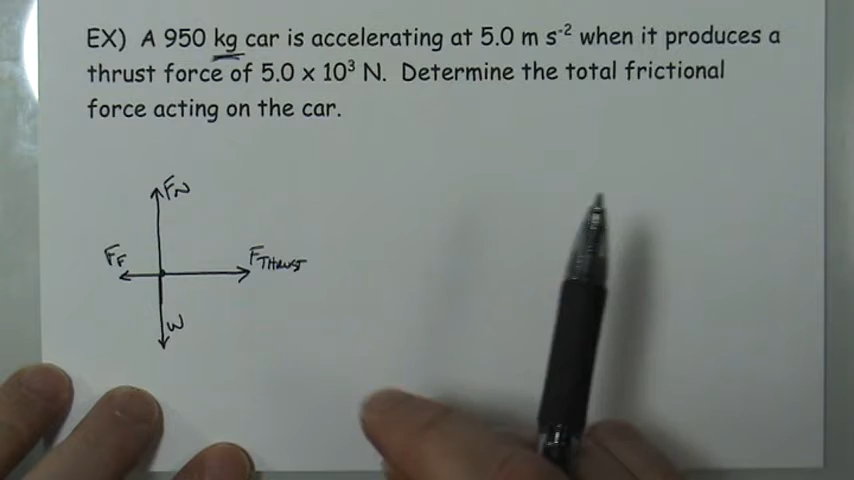 EX) A 950 kg car is accelerating at 5.0 m s⁻² when it produces a
thrust force of 5.0 x 10³ N. Determine the total frictional
force acting on the car.
FN
FF
FTHRUST
W